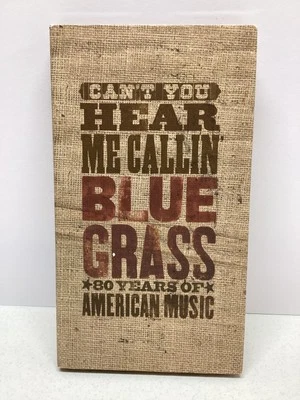 CAN'T YOU
HEAR
ME CALLIN'
BLUE
GRASS
★80 YEARS OF★
AMERICAN MUSIC